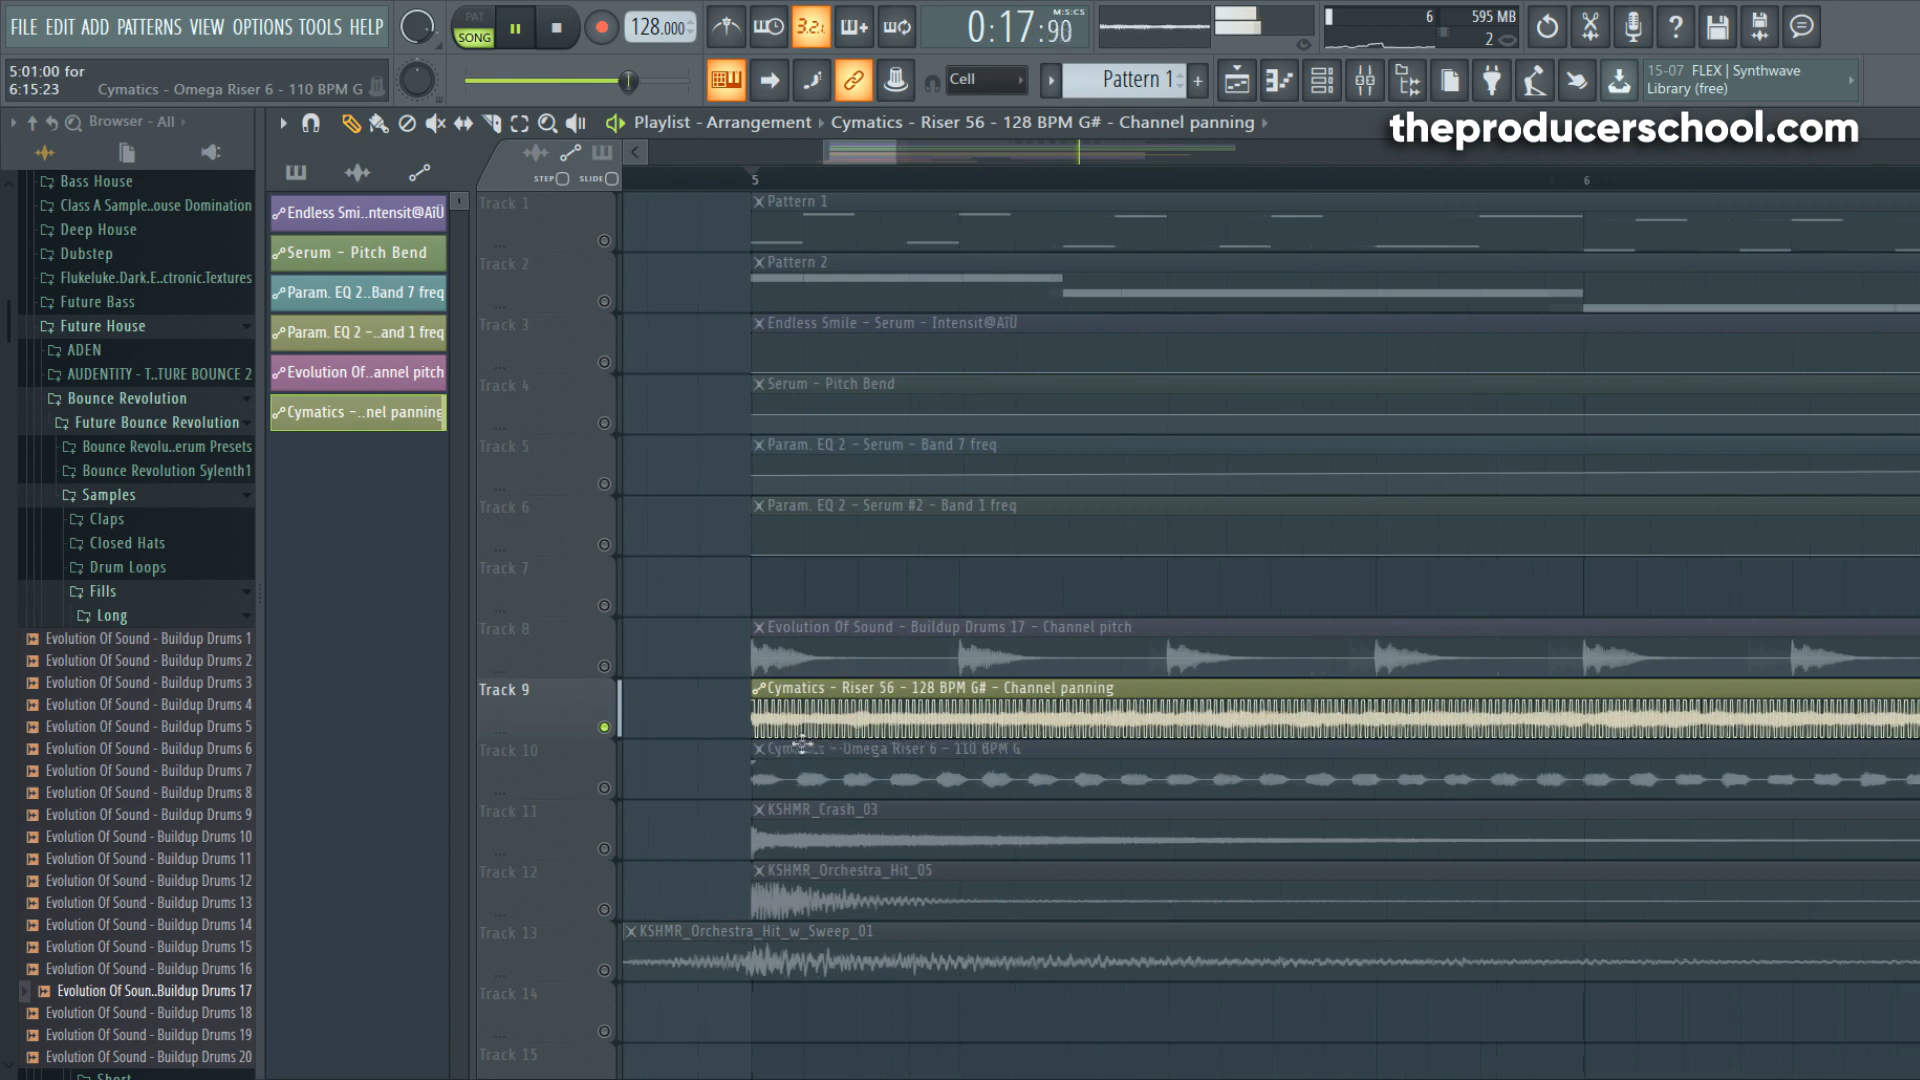 FILE EDIT ADD PATTERNS VIEW OPTIONS TOOLS HELP
PAT
SONG
128.000
3.2.
0:17:90
M:S:CS
6
595 MB
2
5:01:00 for
6:15:23
Cymatics - Omega Riser 6 - 110 BPM G
Cell
Pattern 1
15-07 FLEX | Synthwave
Library (free)
Browser - All
Playlist - Arrangement
Cymatics - Riser 56 - 128 BPM G# - Channel panning
theproducerschool.com
STEP
SLIDE
5
6
Bass House
Class A Sample..ouse Domination
Deep House
Dubstep
Flukeluke.Dark.E..ctronic.Textures
Future Bass
Future House
ADEN
AUDENTITY - T..TURE BOUNCE 2
Bounce Revolution
Future Bounce Revolution
Bounce Revolu..erum Presets
Bounce Revolution Sylenth1
Samples
Claps
Closed Hats
Drum Loops
Fills
Long
Evolution Of Sound - Buildup Drums 1
Evolution Of Sound - Buildup Drums 2
Evolution Of Sound - Buildup Drums 3
Evolution Of Sound - Buildup Drums 4
Evolution Of Sound - Buildup Drums 5
Evolution Of Sound - Buildup Drums 6
Evolution Of Sound - Buildup Drums 7
Evolution Of Sound - Buildup Drums 8
Evolution Of Sound - Buildup Drums 9
Evolution Of Sound - Buildup Drums 10
Evolution Of Sound - Buildup Drums 11
Evolution Of Sound - Buildup Drums 12
Evolution Of Sound - Buildup Drums 13
Evolution Of Sound - Buildup Drums 14
Evolution Of Sound - Buildup Drums 15
Evolution Of Sound - Buildup Drums 16
Evolution Of Soun..Buildup Drums 17
Evolution Of Sound - Buildup Drums 18
Evolution Of Sound - Buildup Drums 19
Evolution Of Sound - Buildup Drums 20
Short
Endless Smi..ntensit@AîÜ
Serum - Pitch Bend
Param. EQ 2..Band 7 freq
Param. EQ 2 -..and 1 freq
Evolution Of..annel pitch
Cymatics -..nel panning
Track 1
Pattern 1
Track 2
Pattern 2
Track 3
Endless Smile - Serum - Intensit@AîÜ
Track 4
Serum - Pitch Bend
Track 5
Param. EQ 2 - Serum - Band 7 freq
Track 6
Param. EQ 2 - Serum #2 - Band 1 freq
Track 7
Track 8
Evolution Of Sound - Buildup Drums 17 - Channel pitch
Track 9
Cymatics - Riser 56 - 128 BPM G# - Channel panning
Track 10
Cymatics - Omega Riser 6 - 110 BPM G
Track 11
KSHMR_Crash_03
Track 12
KSHMR_Orchestra_Hit_05
Track 13
KSHMR_Orchestra_Hit_w_Sweep_01
Track 14
Track 15